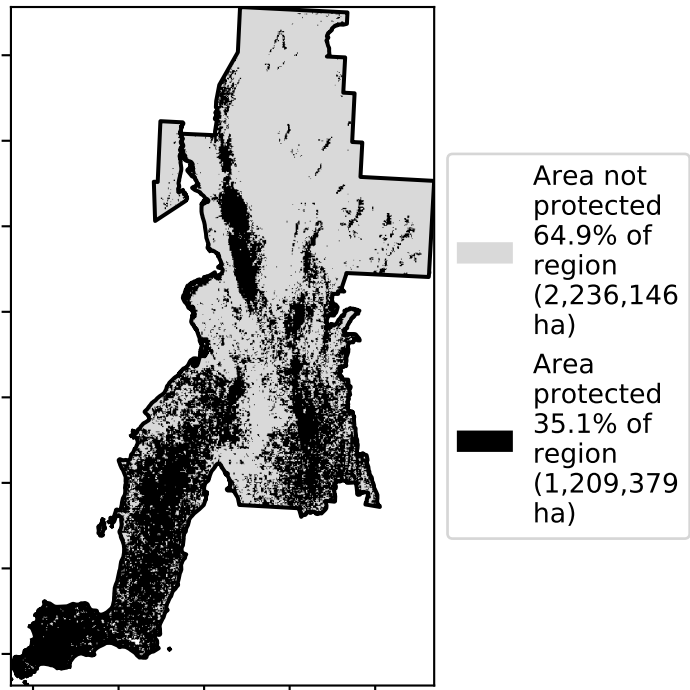 Area not
protected
64.9% of
region
(2,236,146
ha)
Area
protected
35.1% of
region
(1,209,379
ha)